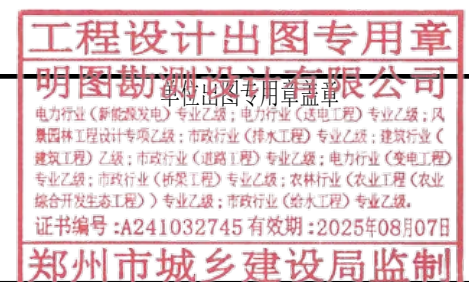 工程设计出图专用章
明图勘测设计有限公司
单位出图专用章盖章
电力行业（新能源发电）专业乙级；电力行业（送电工程）专业乙级；风
景园林工程设计专项乙级；市政行业（排水工程）专业乙级；建筑行业（
建筑工程）乙级；市政行业（道路工程）专业乙级；电力行业（变电工程）
专业乙级；市政行业（桥梁工程）专业乙级；农林行业（农业工程（农业
综合开发生态工程））专业乙级；市政行业（给水工程）专业乙级。
证书编号:A241032745 有效期:2025年08月07日
郑州市城乡建设局监制